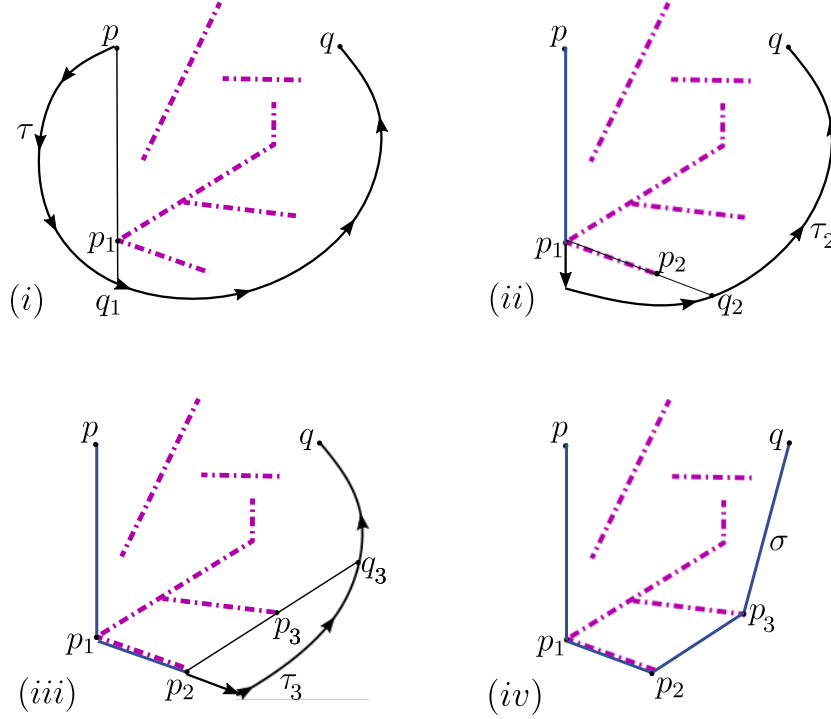 p
q
τ
p₁
q₁
(i)
p
q
τ₂
p₁
p₂
q₂
(ii)
p
q
q₃
p₃
p₁
p₂
τ₃
(iii)
p
q
σ
p₃
p₁
p₂
(iv)